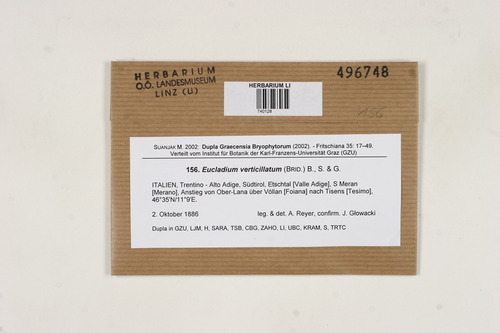 HERBARIUM
O.Ö. LANDESMUSEUM
LINZ (LI)
HERBARIUM LI
740128
496748
156
SUANJAK M. 2002: Dupla Graecensia Bryophytorum (2002). - Fritschiana 35: 17–49.
Verteilt vom Institut für Botanik der Karl-Franzens-Universität Graz (GZU)
156. Eucladium verticillatum (BRID.) B., S. & G.
ITALIEN, Trentino - Alto Adige, Südtirol, Etschtal [Valle Adige], S Meran
[Merano], Anstieg von Ober-Lana über Völlan [Foiana] nach Tisens [Tesimo],
46°35'N/11°9'E.
2. Oktober 1886 leg. & det. A. Reyer, confirm. J. Głowacki
Dupla in GZU, LJM, H, SARA, TSB, CBG, ZAHO, LI, UBC, KRAM, S, TRTC